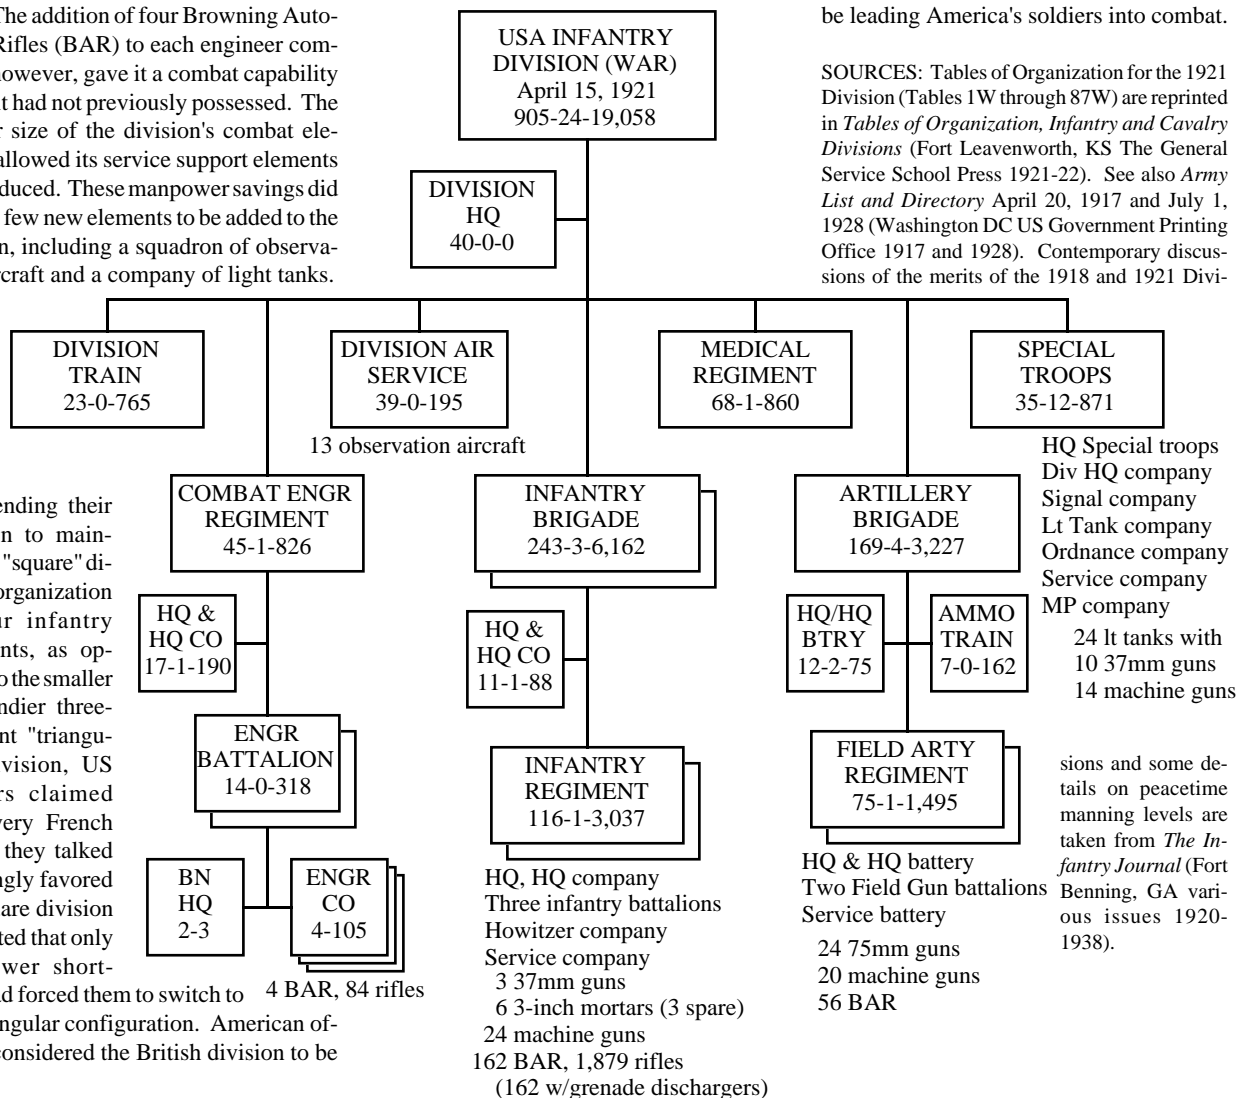 The addition of four Browning Auto-
Rifles (BAR) to each engineer com-
however, gave it a combat capability
t had not previously possessed. The
r size of the division's combat ele-
allowed its service support elements
duced. These manpower savings did
few new elements to be added to the
n, including a squadron of observa-
rcraft and a company of light tanks.
USA INFANTRY
DIVISION (WAR)
April 15, 1921
905-24-19,058
DIVISION
HQ
40-0-0
be leading America's soldiers into combat.
SOURCES: Tables of Organization for the 1921
Division (Tables 1W through 87W) are reprinted
in Tables of Organization, Infantry and Cavalry
Divisions (Fort Leavenworth, KS The General
Service School Press 1921-22). See also Army
List and Directory April 20, 1917 and July 1,
1928 (Washington DC US Government Printing
Office 1917 and 1928). Contemporary discus-
sions of the merits of the 1918 and 1921 Divi-
DIVISION
TRAIN
23-0-765
DIVISION AIR
SERVICE
39-0-195
13 observation aircraft
MEDICAL
REGIMENT
68-1-860
SPECIAL
TROOPS
35-12-871
HQ Special troops
Div HQ company
Signal company
Lt Tank company
Ordnance company
Service company
MP company
24 lt tanks with
10 37mm guns
14 machine guns
ending their
n to main-
"square" di-
organization
ur infantry
nts, as op-
o the smaller
ndier three-
nt "triangu-
vision, US
rs claimed
very French
they talked
ngly favored
are division
ted that only
wer short-
d forced them to switch to
ngular configuration. American of-
considered the British division to be
COMBAT ENGR
REGIMENT
45-1-826
HQ &
HQ CO
17-1-190
ENGR
BATTALION
14-0-318
BN
HQ
2-3
ENGR
CO
4-105
4 BAR, 84 rifles
INFANTRY
BRIGADE
243-3-6,162
HQ &
HQ CO
11-1-88
INFANTRY
REGIMENT
116-1-3,037
HQ, HQ company
Three infantry battalions
Howitzer company
Service company
3 37mm guns
6 3-inch mortars (3 spare)
24 machine guns
162 BAR, 1,879 rifles
(162 w/grenade dischargers)
ARTILLERY
BRIGADE
169-4-3,227
HQ/HQ
BTRY
12-2-75
AMMO
TRAIN
7-0-162
FIELD ARTY
REGIMENT
75-1-1,495
HQ & HQ battery
Two Field Gun battalions
Service battery
24 75mm guns
20 machine guns
56 BAR
sions and some de-
tails on peacetime
manning levels are
taken from The In-
fantry Journal (Fort
Benning, GA vari-
ous issues 1920-
1938).